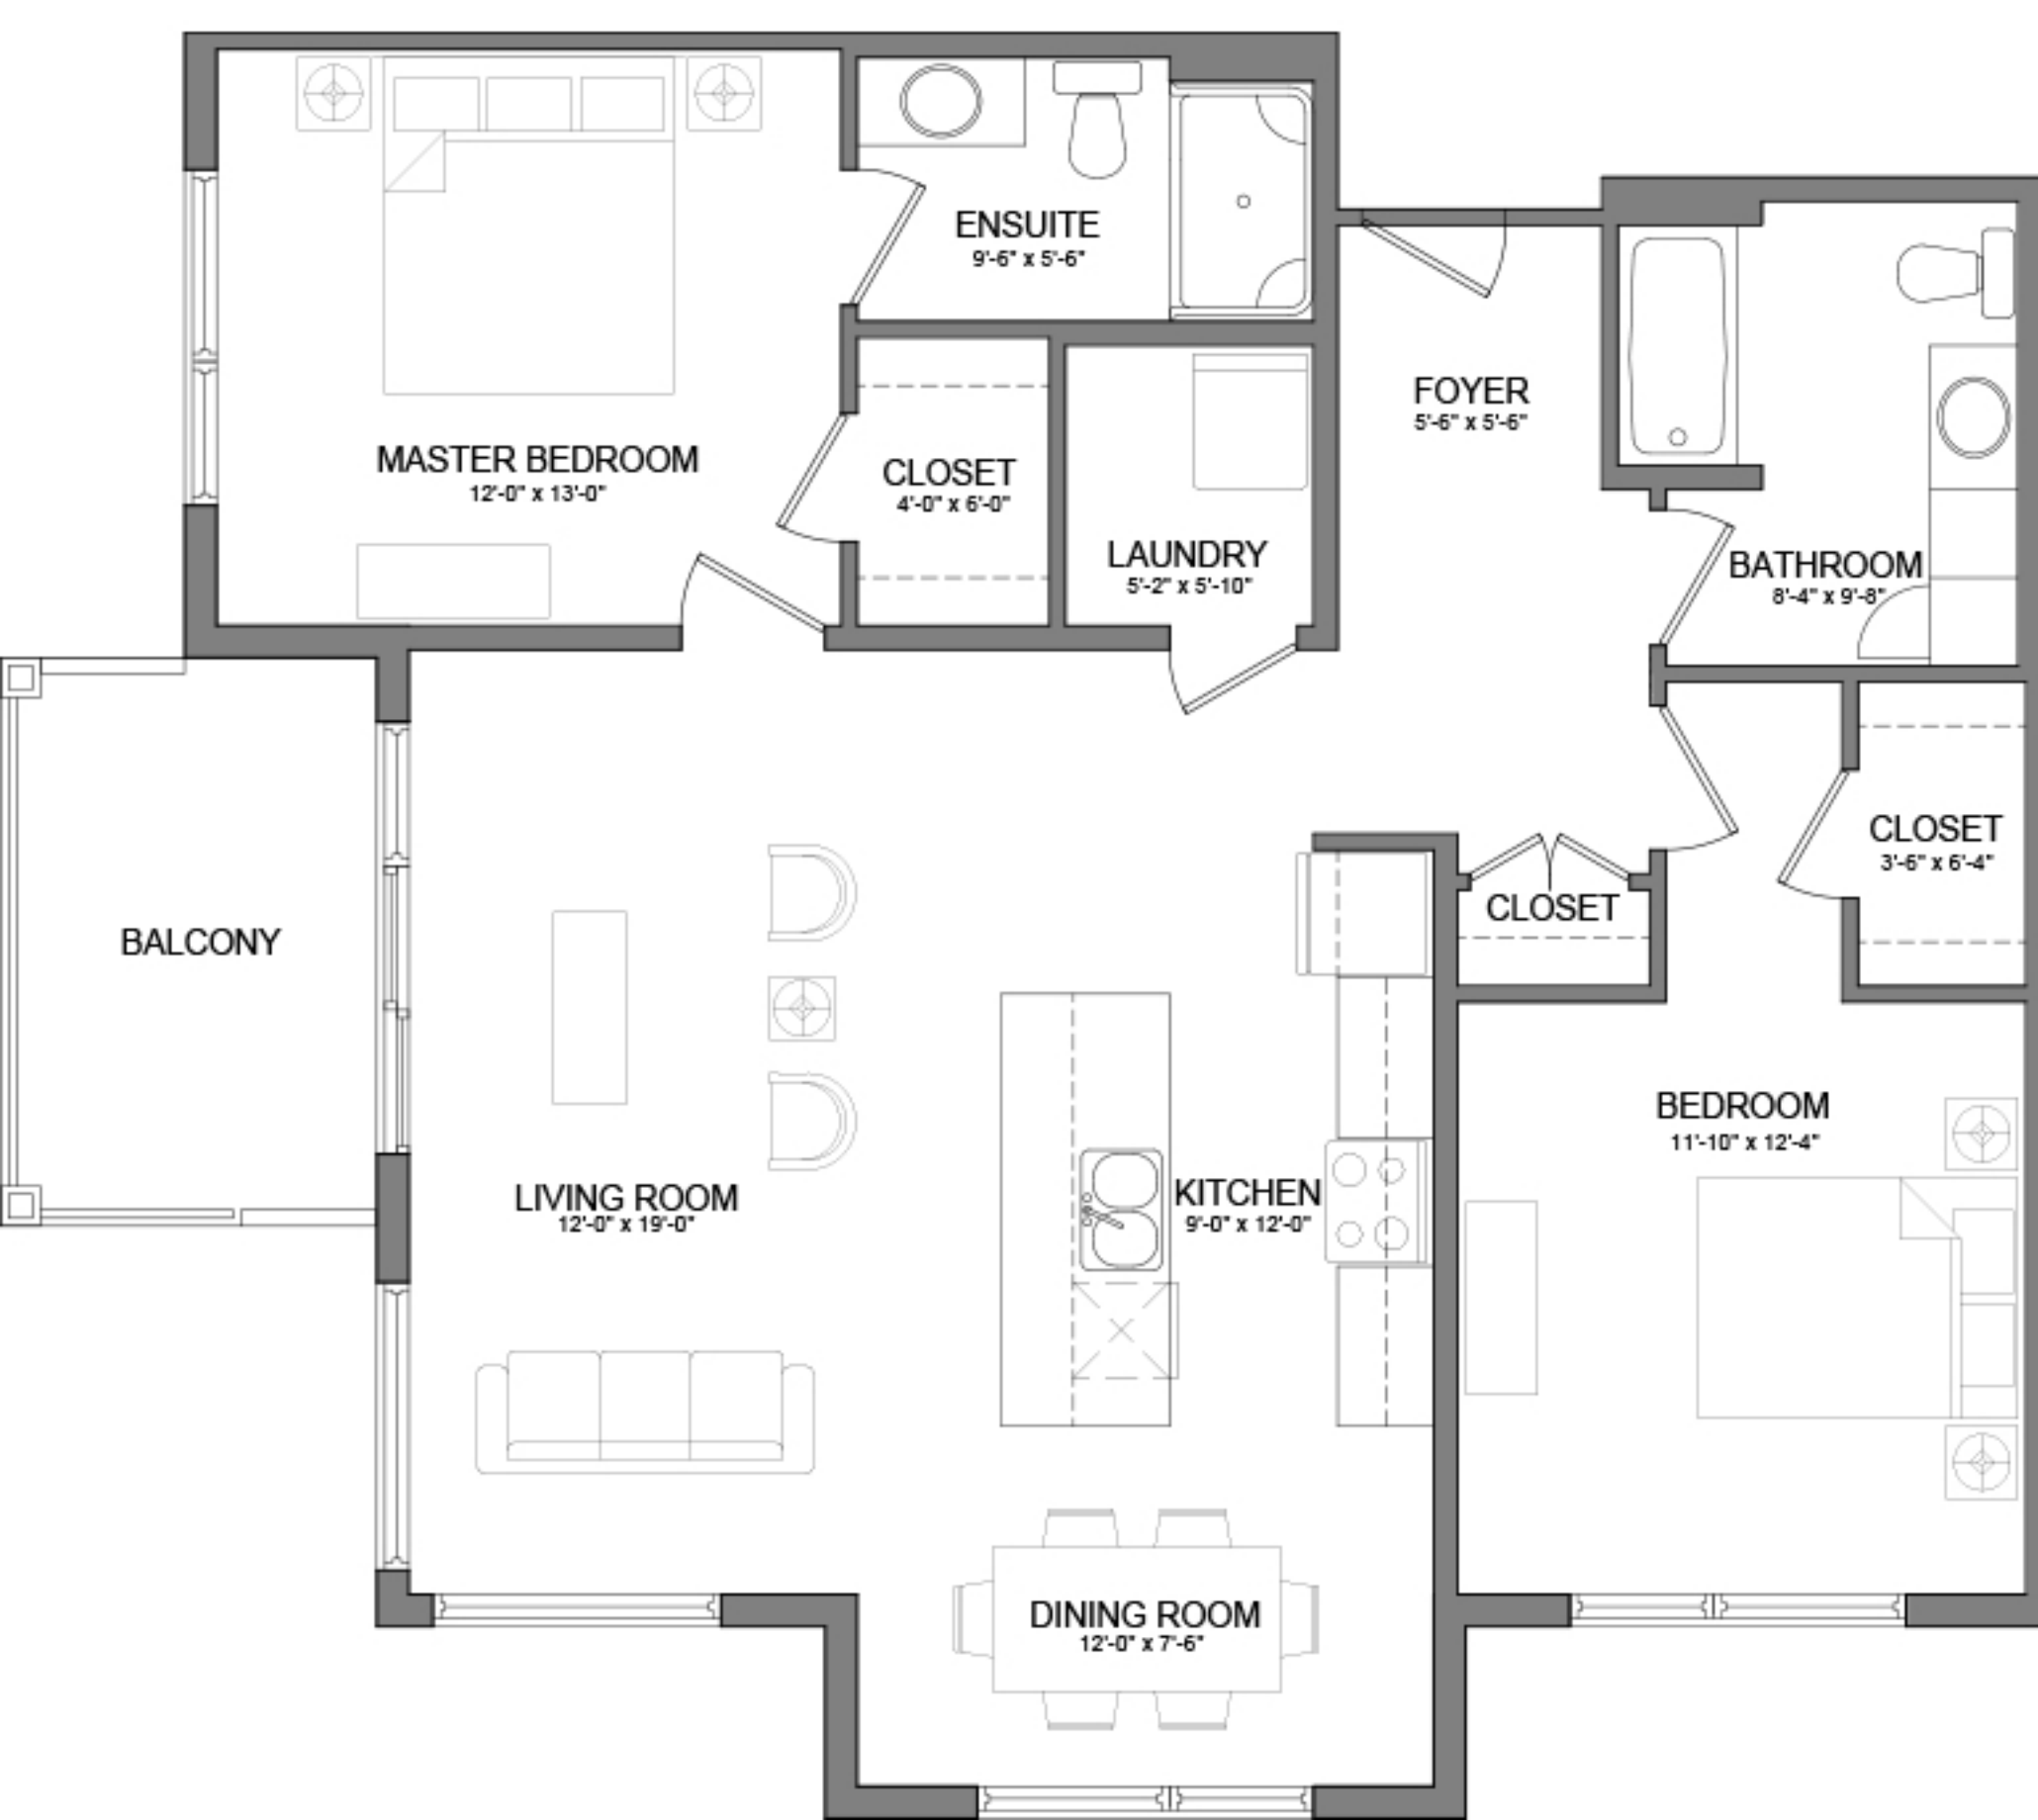 ENSUITE
9'-6" x 5'-6"
FOYER
5'-6" x 5'-6"
MASTER BEDROOM
12'-0" x 13'-0"
CLOSET
4'-0" x 6'-0"
LAUNDRY
5'-2" x 5'-10"
BATHROOM
8'-4" x 9'-8"
CLOSET
3'-6" x 6'-4"
CLOSET
BALCONY
BEDROOM
11'-10" x 12'-4"
LIVING ROOM
12'-0" x 19'-0"
KITCHEN
9'-0" x 12'-0"
DINING ROOM
12'-0" x 7'-6"